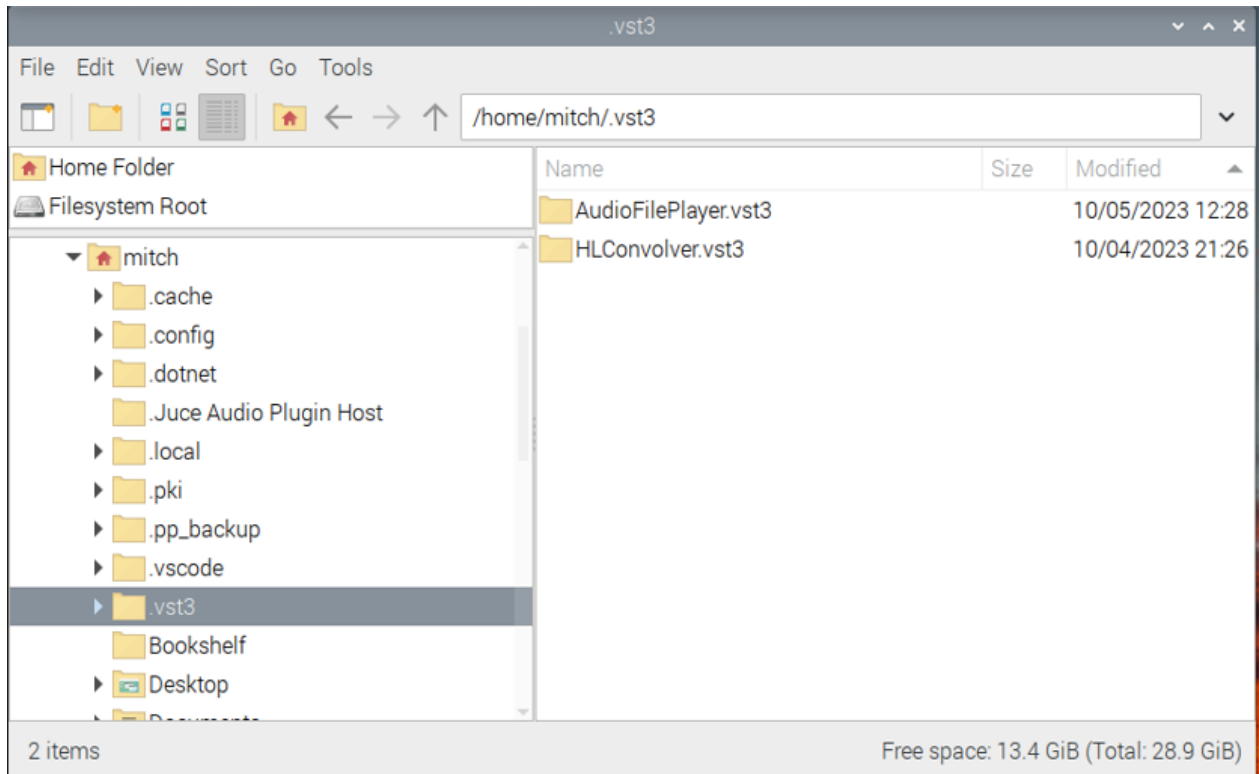 .vst3
File Edit View Sort Go Tools
/home/mitch/.vst3
Home Folder
Filesystem Root
mitch
.cache
.config
.dotnet
.Juce Audio Plugin Host
.local
.pki
.pp_backup
.vscode
.vst3
Bookshelf
Desktop
Name Size Modified
AudioFilePlayer.vst3 10/05/2023 12:28
HLConvolver.vst3 10/04/2023 21:26
2 items
Free space: 13.4 GiB (Total: 28.9 GiB)